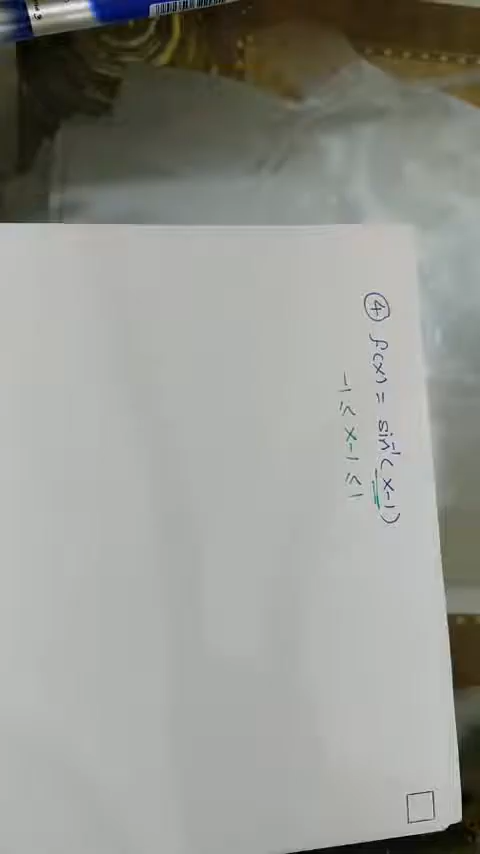 ④ f(x) = sin⁻¹(x-1)
-1 ≤ x-1 ≤ 1